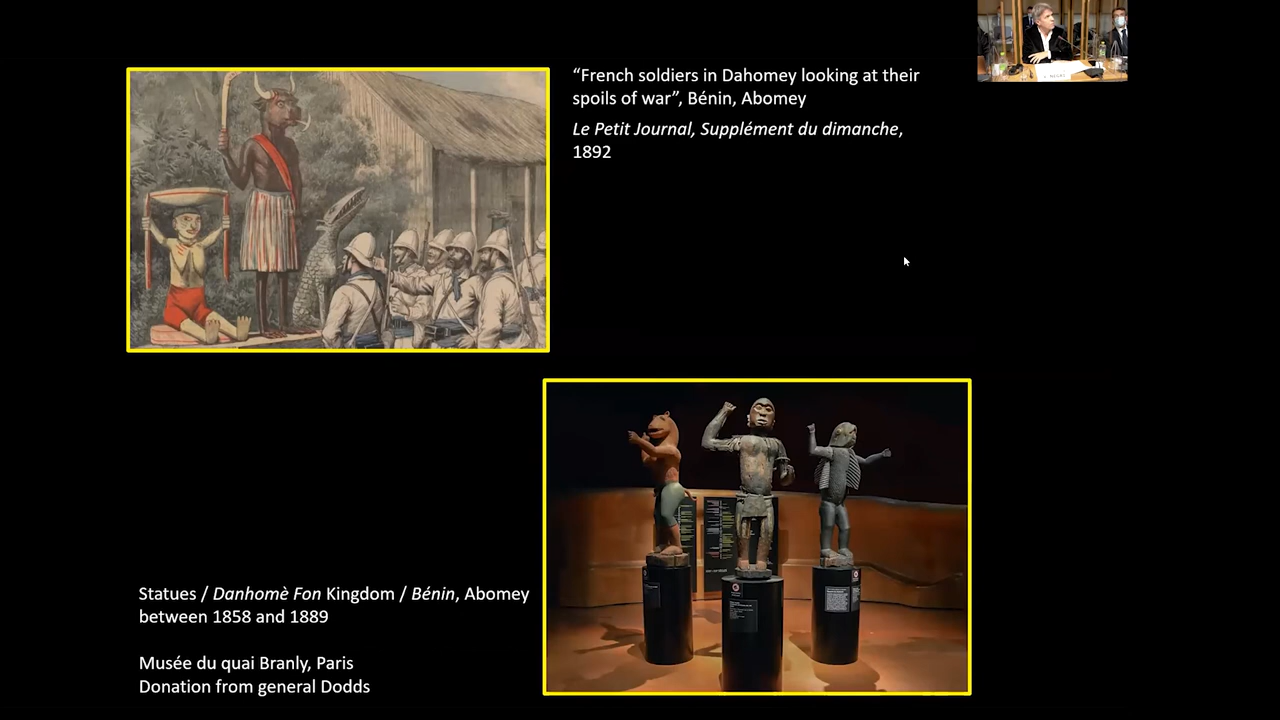 “French soldiers in Dahomey looking at their
spoils of war”, Bénin, Abomey
Le Petit Journal, Supplément du dimanche,
1892
Statues / Danhomè Fon Kingdom / Bénin, Abomey
between 1858 and 1889
Musée du quai Branly, Paris
Donation from general Dodds